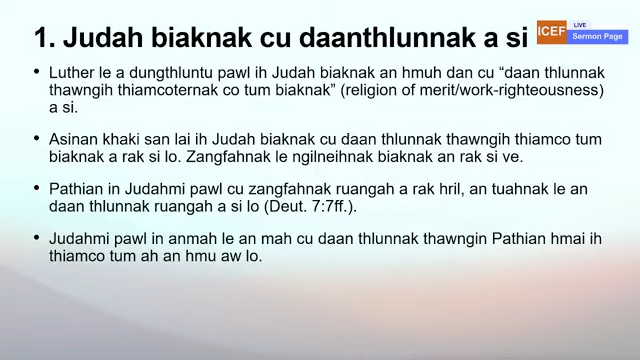 1. Judah biaknak cu daanthlunnak a si
ICEF
LIVE
Sermon Page
• Luther le a dungthluntu pawl ih Judah biaknak an hmuh dan cu “daan thlunnak
thawngih thiamcoternak co tum biaknak” (religion of merit/work-righteousness)
a si.
• Asinan khaki san lai ih Judah biaknak cu daan thlunnak thawngih thiamco tum
biaknak a rak si lo. Zangfahnak le ngilneihnak biaknak an rak si ve.
• Pathian in Judahmi pawl cu zangfahnak ruangah a rak hril, an tuahnak le an
daan thlunnak ruangah a si lo (Deut. 7:7ff.).
• Judahmi pawl in anmah le an mah cu daan thlunnak thawngin Pathian hmai ih
thiamco tum ah an hmu aw lo.